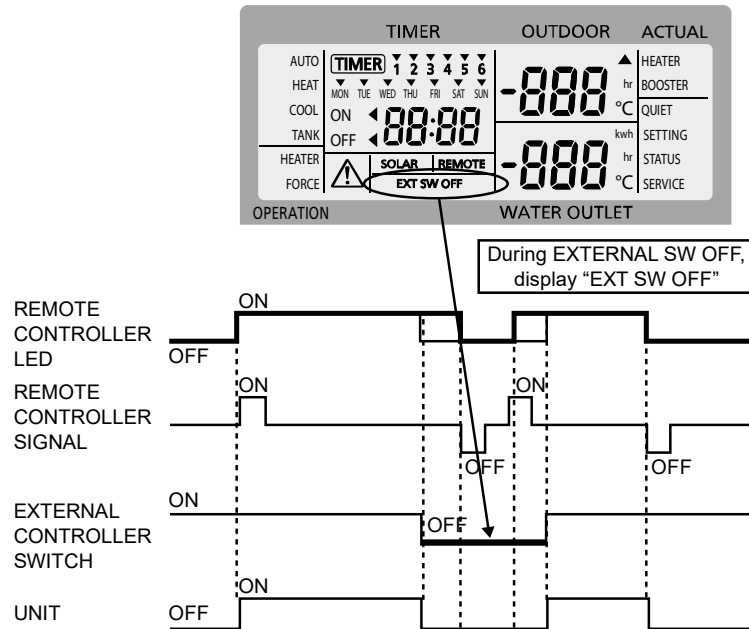 TIMER OUTDOOR ACTUAL
AUTO TIMER 1 2 3 4 5 6 -888 hr HEATER
HEAT MON TUE WED THU FRI SAT SUN °C BOOSTER
COOL ON 88:88 QUIET
TANK OFF kwh SETTING
HEATER SOLAR REMOTE -888 hr STATUS
FORCE EXT SW OFF °C SERVICE
OPERATION WATER OUTLET
During EXTERNAL SW OFF,
display “EXT SW OFF”
REMOTE
CONTROLLER
LED
ON
OFF
REMOTE
CONTROLLER
SIGNAL
ON
ON
OFF
OFF
EXTERNAL
CONTROLLER
SWITCH
ON
OFF
UNIT
ON
OFF